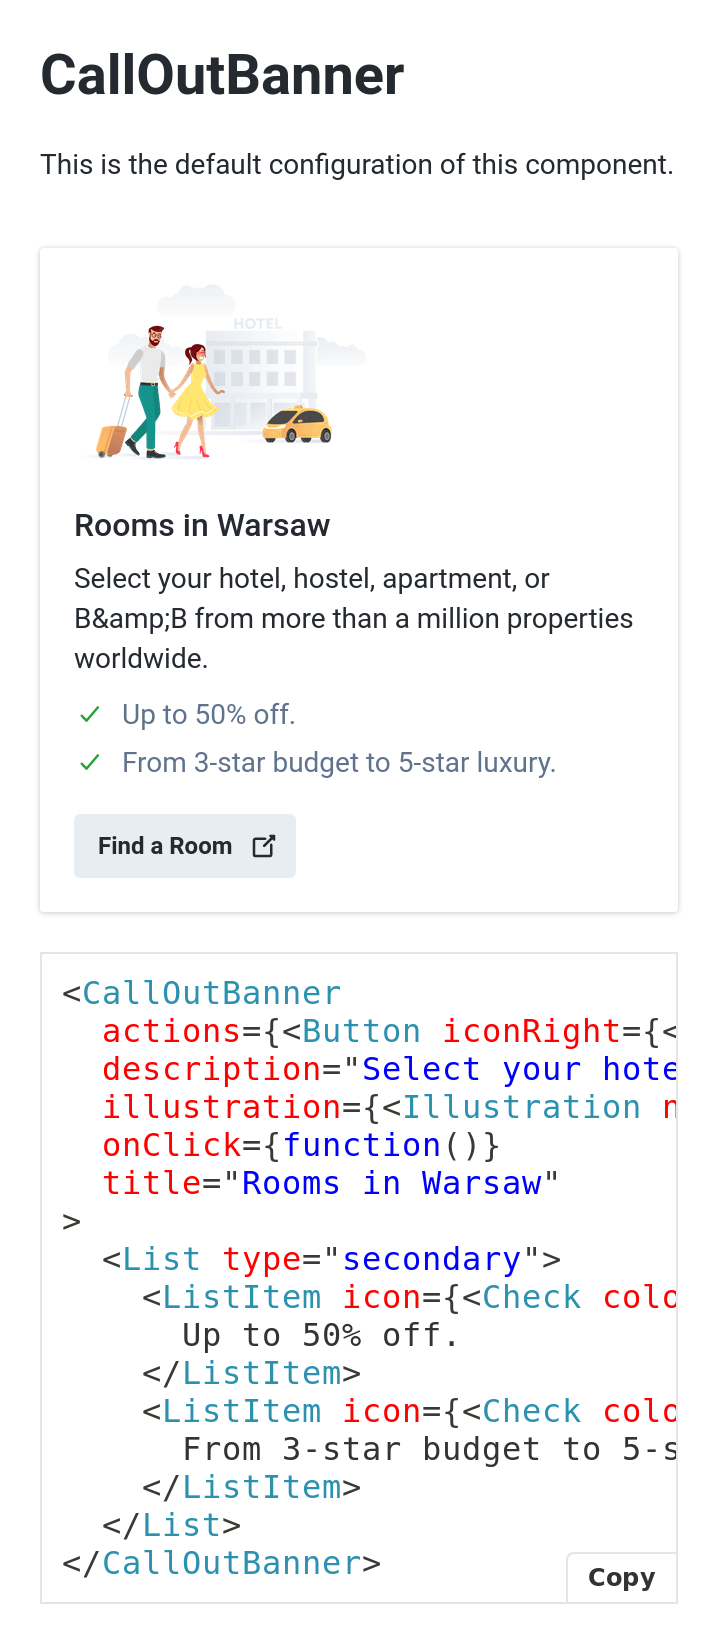 CallOutBanner
This is the default configuration of this component.
HOTEL
Rooms in Warsaw
Select your hotel, hostel, apartment, or
B&amp;B from more than a million properties
worldwide.
Up to 50% off.
From 3-star budget to 5-star luxury.
Find a Room
<CallOutBanner
  actions={<Button iconRight={<
  description="Select your hote
  illustration={<Illustration n
  onClick={function()}
  title="Rooms in Warsaw"
>
  <List type="secondary">
    <ListItem icon={<Check colo
      Up to 50% off.
    </ListItem>
    <ListItem icon={<Check colo
      From 3-star budget to 5-s
    </ListItem>
  </List>
</CallOutBanner>
Copy